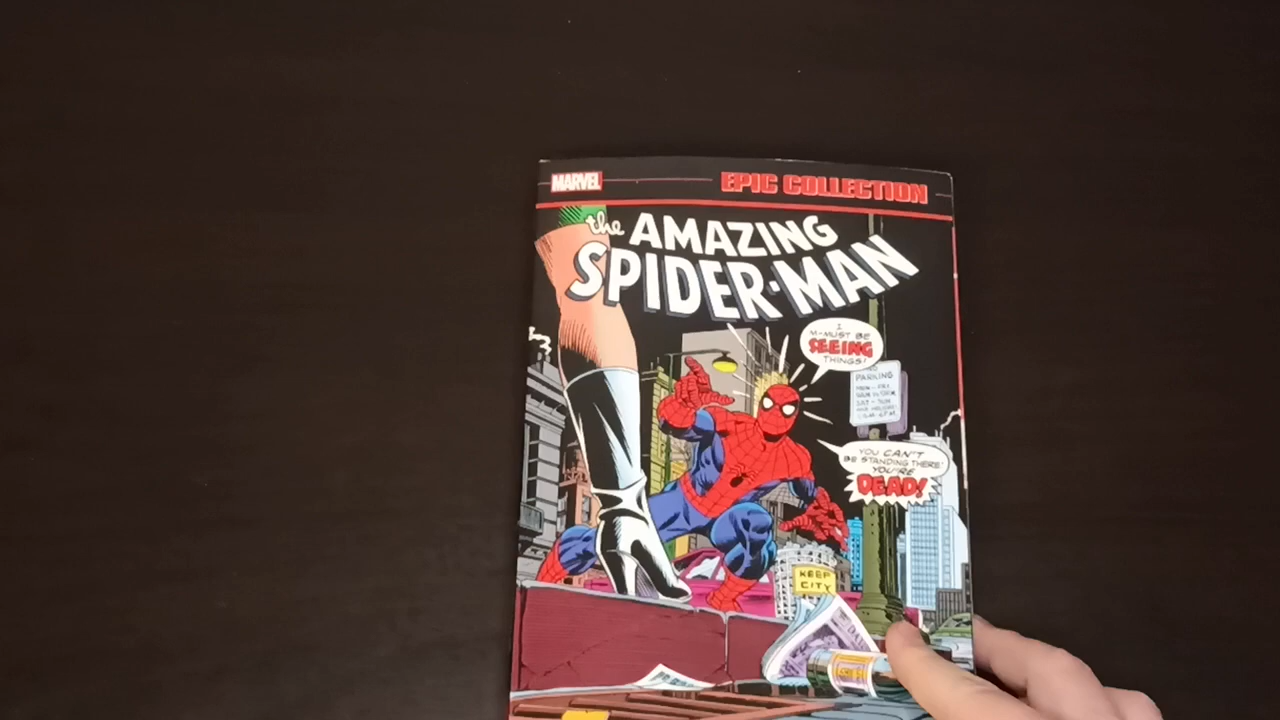 MARVEL
EPIC COLLECTION
the AMAZING
SPIDER-MAN
I
M-MUST BE
SEEING
THINGS!
PARKING
YOU CAN'T
BE STANDING THERE!
YOU'RE
DEAD!
KEEP
CITY